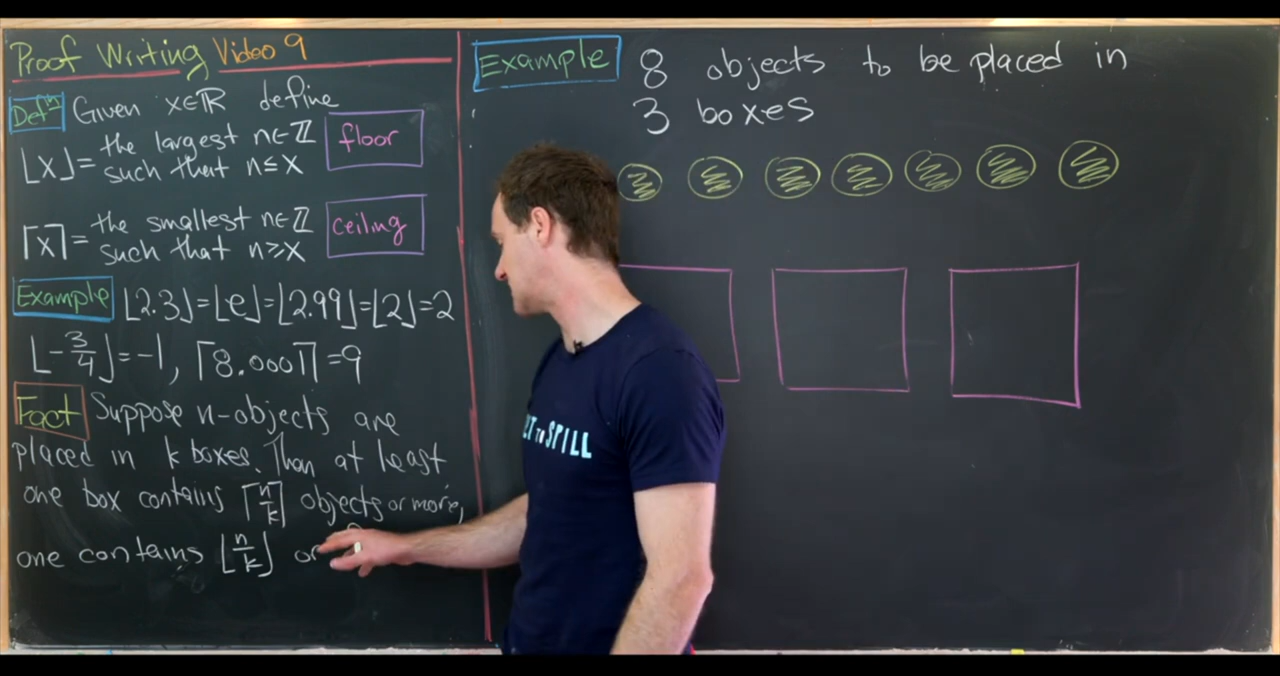 Proof Writing Video 9
Defⁿ Given x∈ℝ define
⌊x⌋= the largest n∈ℤ
such that n≤x
floor
⌈x⌉= the smallest n∈ℤ
such that n≥x
ceiling
Example ⌊2.3⌋=⌊e⌋=⌊2.99⌋=⌊2⌋=2
⌊-3/4⌋=-1, ⌈8.0001⌉=9
Fact Suppose n-objects are
placed in k boxes. Then at least
one box contains ⌈n/k⌉ objects or more,
one contains ⌊n/k⌋ or
Example 8 objects to be placed in
3 boxes
to SPILL